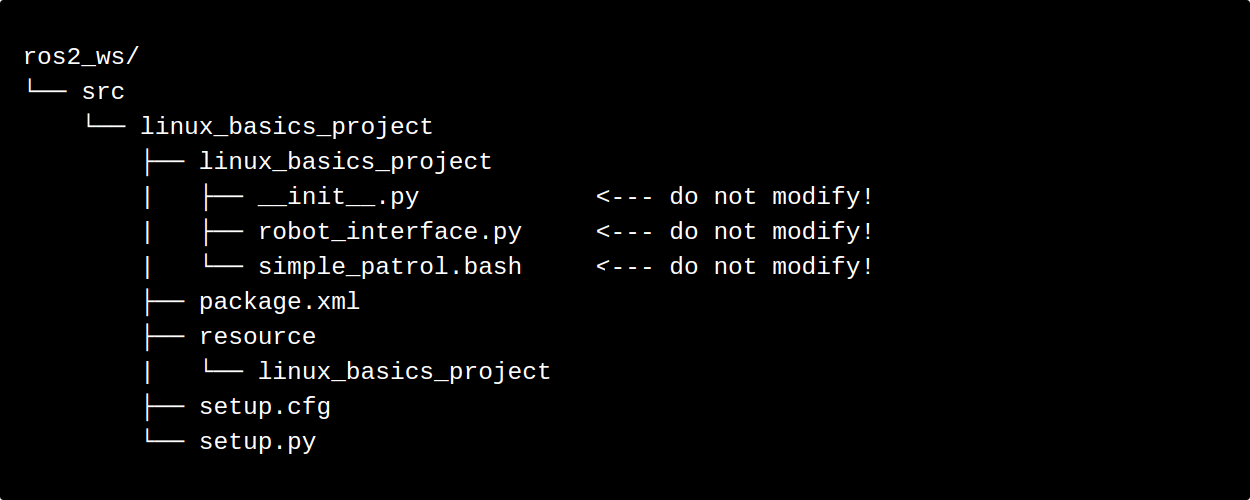 ros2_ws/
└── src
    └── linux_basics_project
        ├── linux_basics_project
        |   ├── __init__.py            <--- do not modify!
        |   ├── robot_interface.py     <--- do not modify!
        |   └── simple_patrol.bash     <--- do not modify!
        ├── package.xml
        ├── resource
        |   └── linux_basics_project
        ├── setup.cfg
        └── setup.py